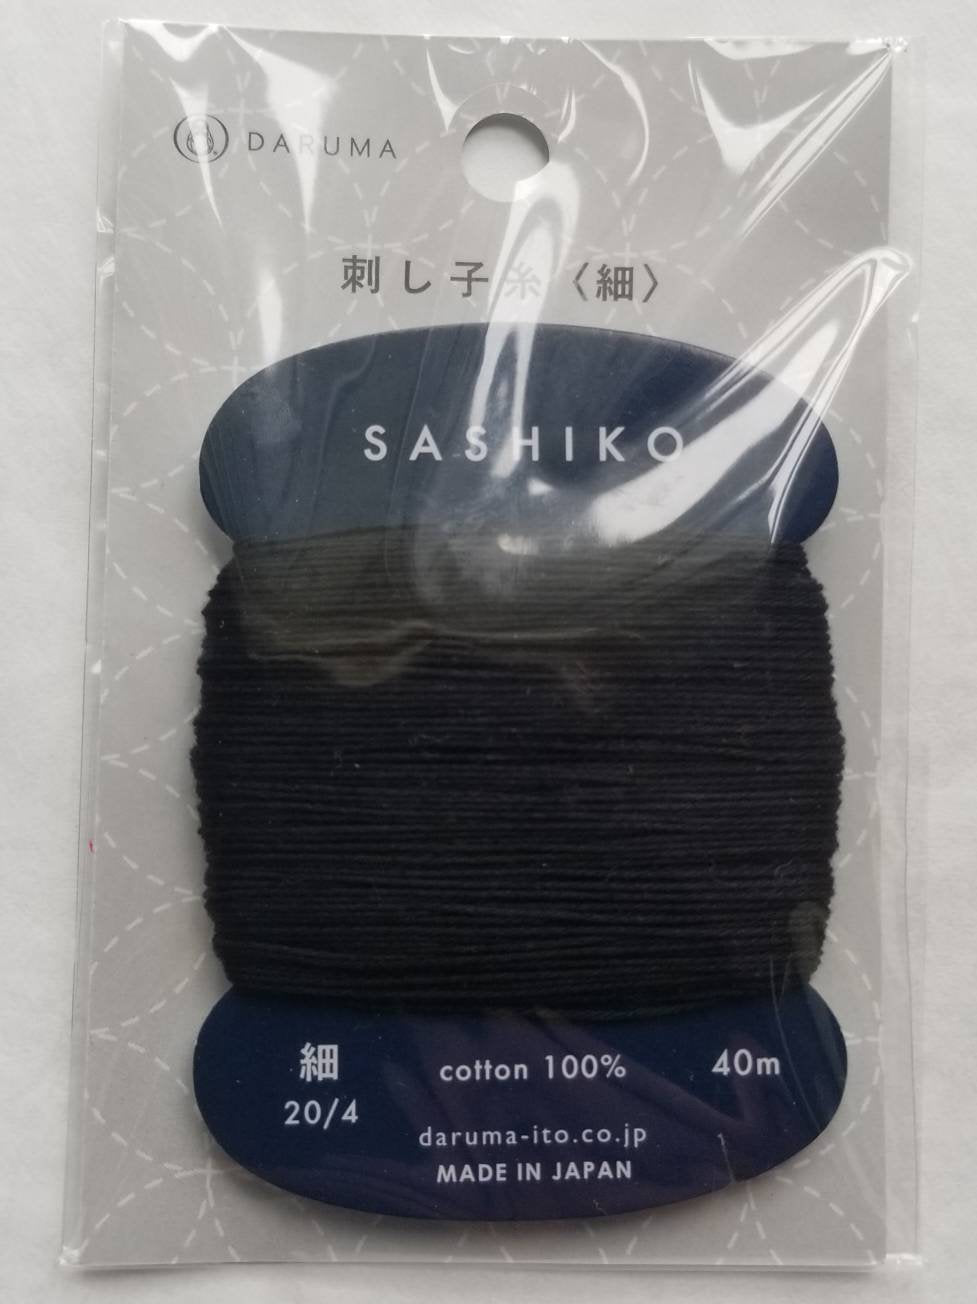 DARUMA
刺し子糸〈細〉
SASHIKO
細 cotton 100% 40m
20/4
daruma-ito.co.jp
MADE IN JAPAN